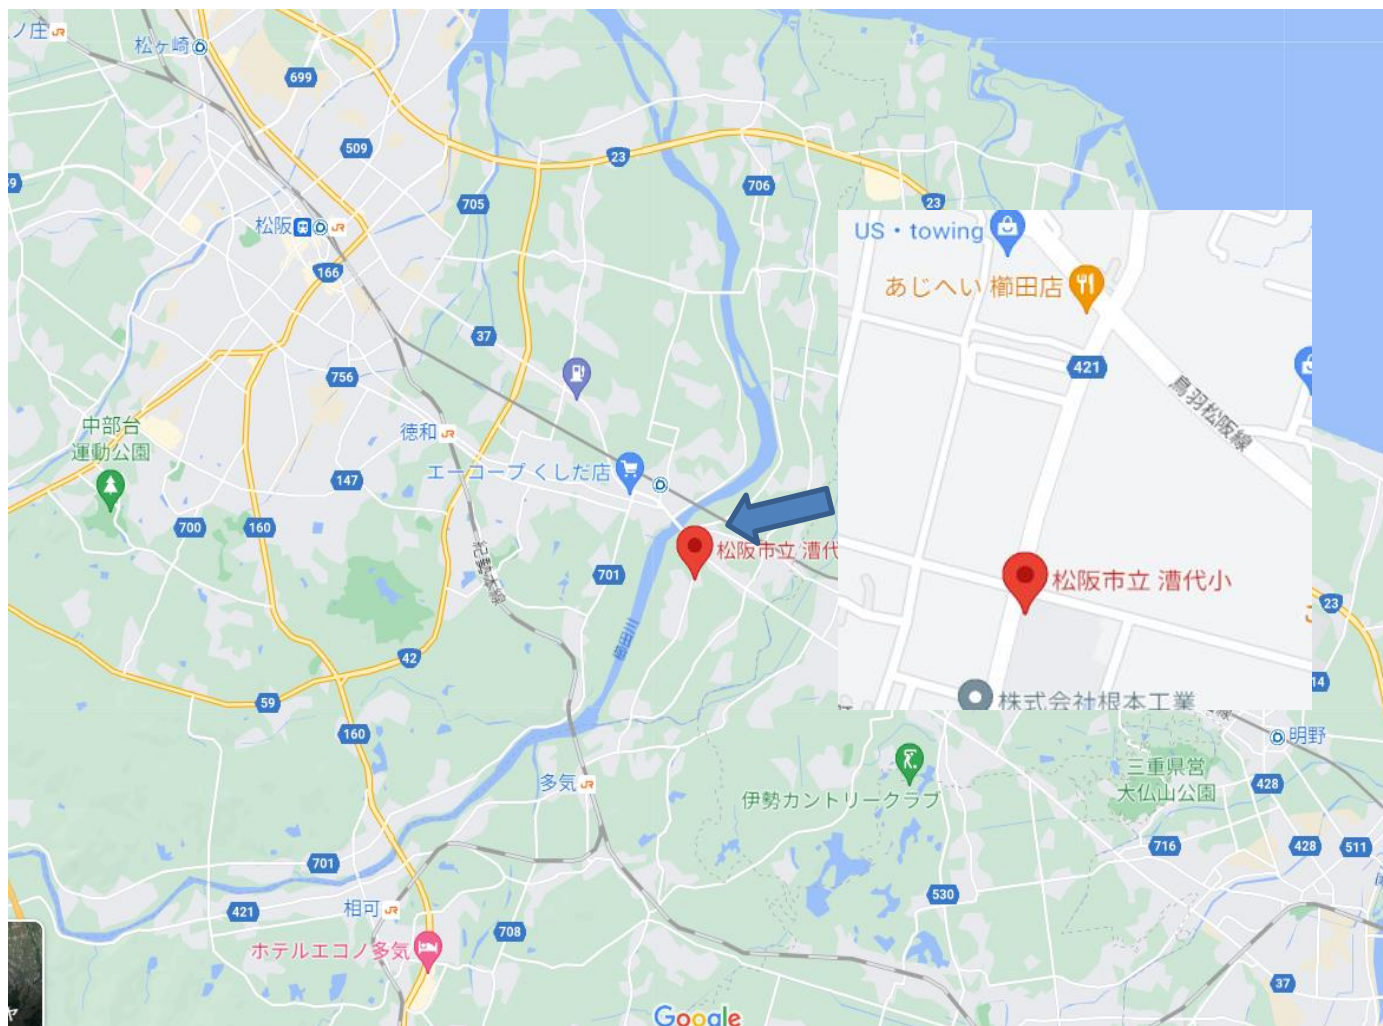 ノ庄
松ヶ崎
699
509
23
705
706
23
松阪
166
37
756
徳和
エーコープ くしだ店
中部台
運動公園
147
700
160
紀勢本線
701
松阪市立 漕代
US・towing
あじへい 櫛田店
421
鳥羽松阪線
松阪市立 漕代小
株式会社根本工業
23
14
42
59
160
多気
明野
三重県営
大仏山公園
428
伊勢カントリークラブ
716
428
511
701
421
相可
530
708
ホテルエコノ多気
37
Google